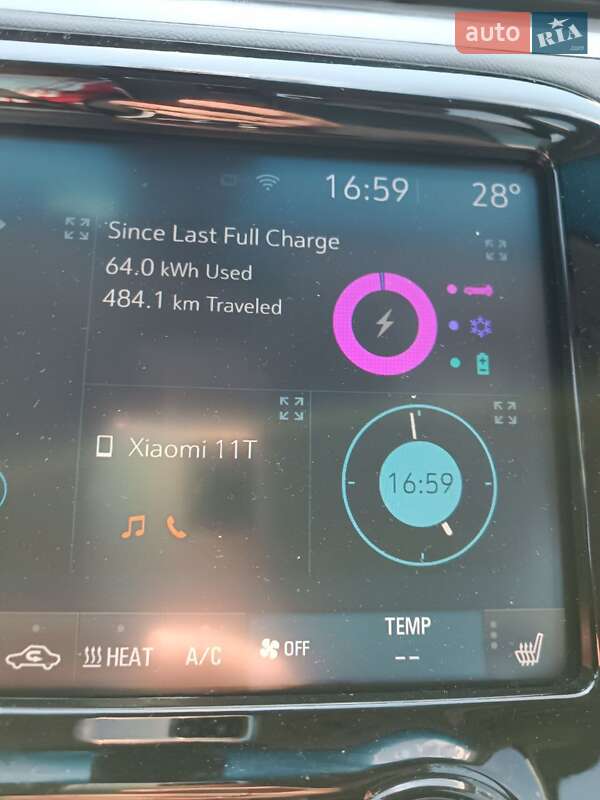 auto RIA.com
16:59 28°
Since Last Full Charge
64.0 kWh Used
484.1 km Traveled
Xiaomi 11T
16:59
TEMP
HEAT A/C OFF --